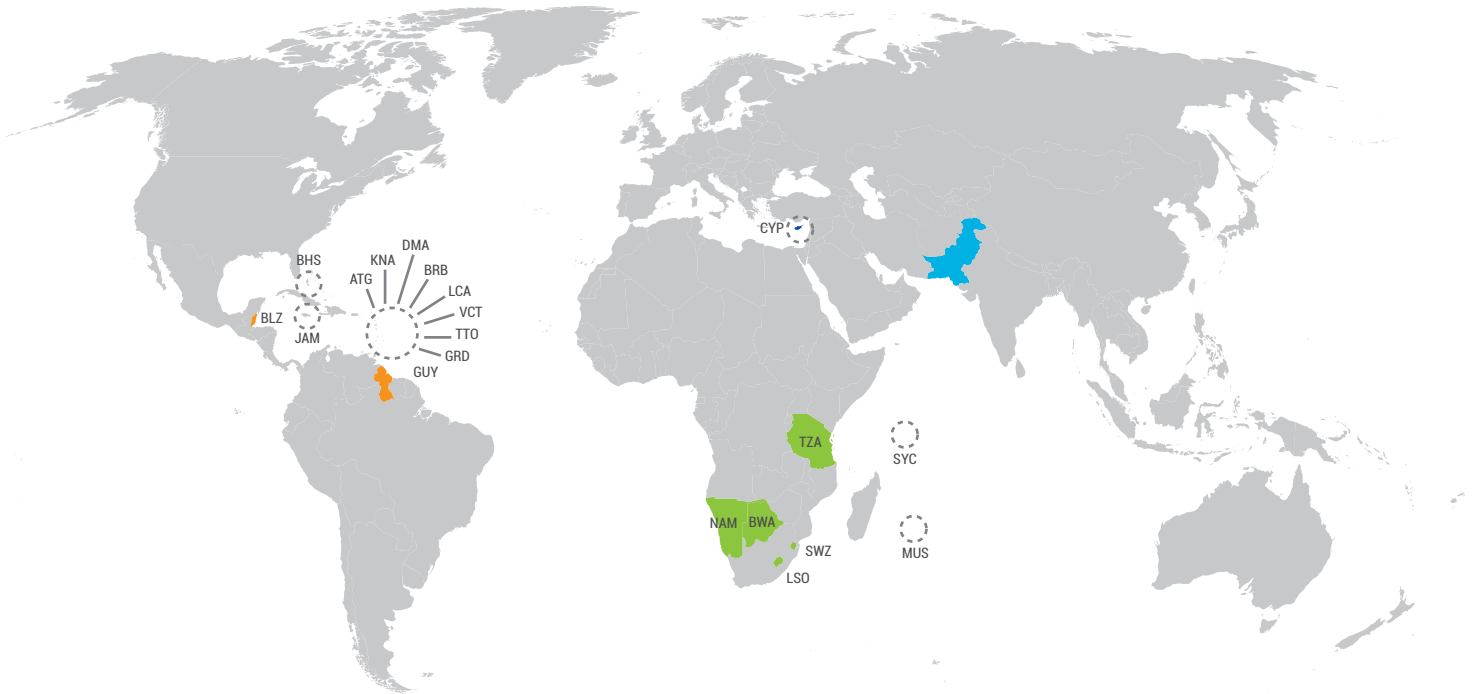 CYP
DMA
KNA
BHS
BRB
ATG
LCA
VCT
BLZ
TTO
JAM
GRD
GUY
TZA
SYC
NAM
BWA
SWZ
MUS
LSO